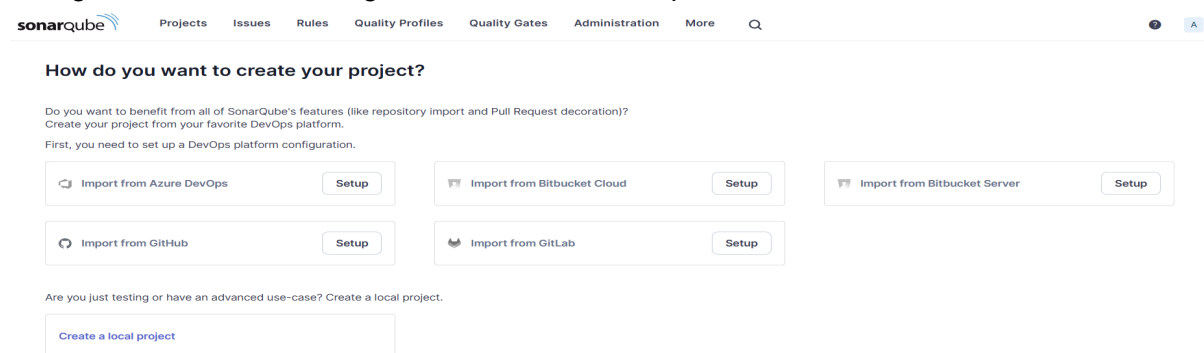 sonarqube Projects Issues Rules Quality Profiles Quality Gates Administration More ? A
How do you want to create your project?
Do you want to benefit from all of SonarQube's features (like repository import and Pull Request decoration)?
Create your project from your favorite DevOps platform.
First, you need to set up a DevOps platform configuration.
Import from Azure DevOps Setup Import from Bitbucket Cloud Setup Import from Bitbucket Server Setup
Import from GitHub Setup Import from GitLab Setup
Are you just testing or have an advanced use-case? Create a local project.
Create a local project